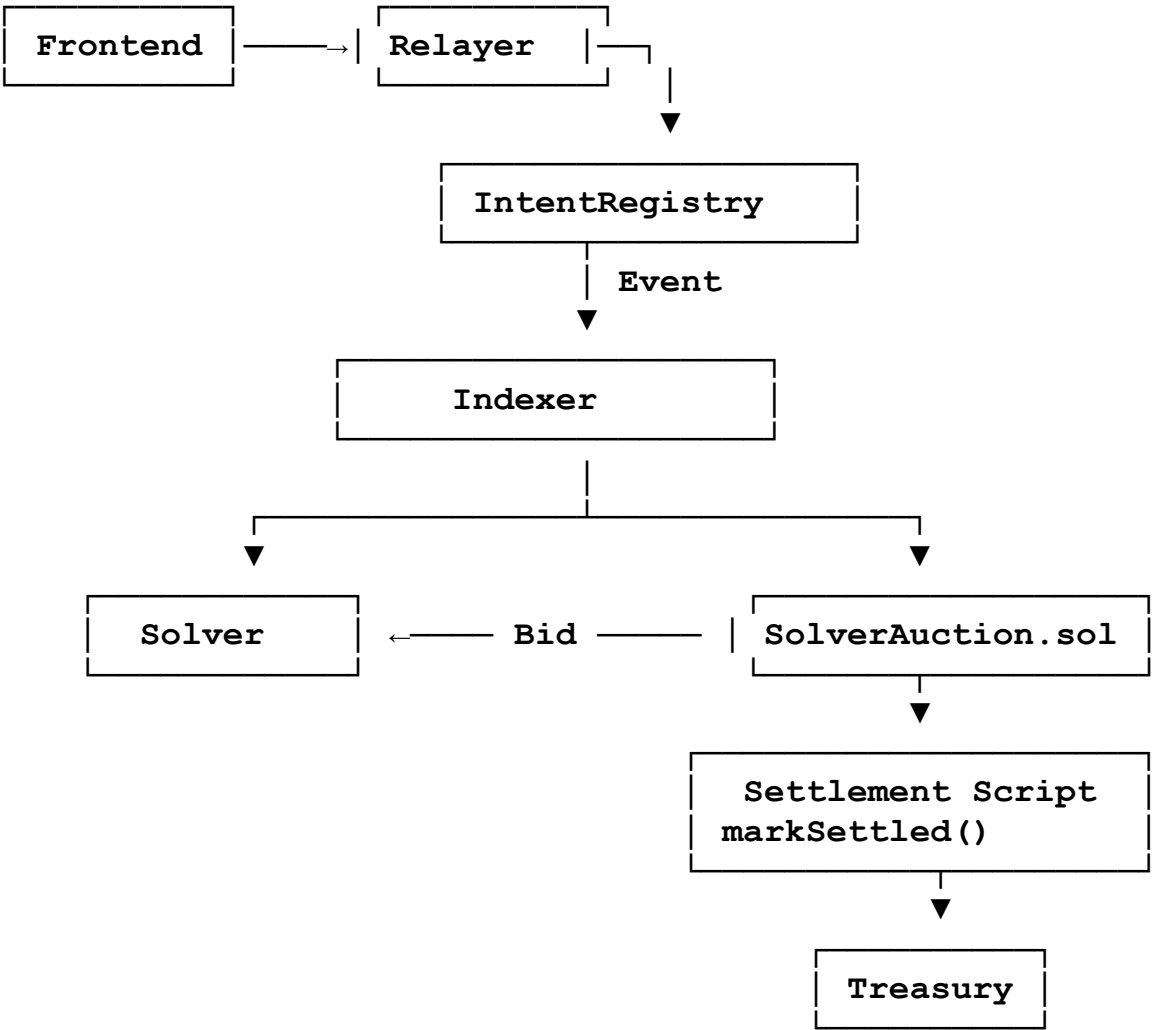 Frontend
Relayer
IntentRegistry
Event
Indexer
Solver
Bid
SolverAuction.sol
Settlement Script
markSettled()
Treasury